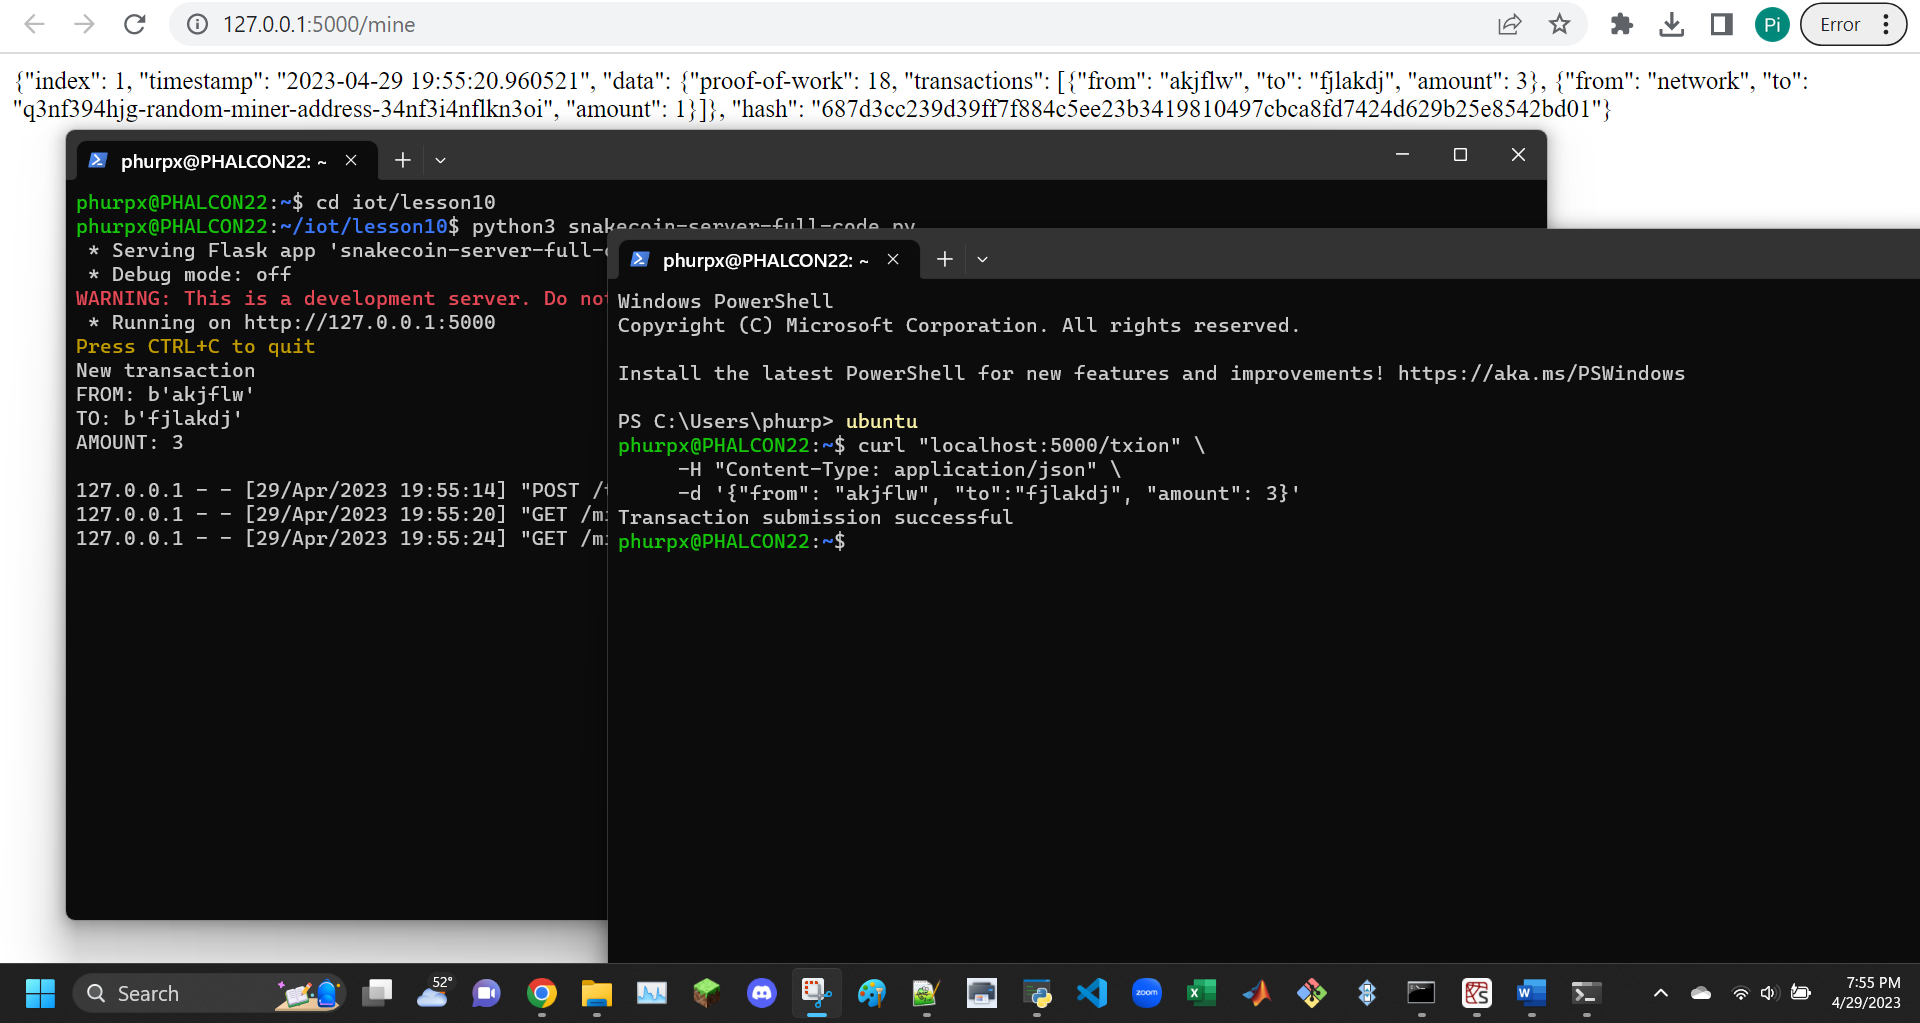 127.0.0.1:5000/mine
Pi
Error
{"index": 1, "timestamp": "2023-04-29 19:55:20.960521", "data": {"proof-of-work": 18, "transactions": [{"from": "akjflw", "to": "fjlakdj", "amount": 3}, {"from": "network", "to":
"q3nf394hjg-random-miner-address-34nf3i4nflkn3oi", "amount": 1}]}, "hash": "687d3cc239d39ff7f884c5ee23b3419810497cbca8fd7424d629b25e8542bd01"}
phurpx@PHALCON22: ~
phurpx@PHALCON22:~$ cd iot/lesson10
phurpx@PHALCON22:~/iot/lesson10$ python3 snakecoin-server-full-code.py
* Serving Flask app 'snakecoin-server-full-
* Debug mode: off
WARNING: This is a development server. Do not
* Running on http://127.0.0.1:5000
Press CTRL+C to quit
New transaction
FROM: b'akjflw'
TO: b'fjlakdj'
AMOUNT: 3
127.0.0.1 - - [29/Apr/2023 19:55:14] "POST /
127.0.0.1 - - [29/Apr/2023 19:55:20] "GET /m
127.0.0.1 - - [29/Apr/2023 19:55:24] "GET /m
phurpx@PHALCON22: ~
Windows PowerShell
Copyright (C) Microsoft Corporation. All rights reserved.
Install the latest PowerShell for new features and improvements! https://aka.ms/PSWindows
PS C:\Users\phurp> ubuntu
phurpx@PHALCON22:~$ curl "localhost:5000/txion" \
-H "Content-Type: application/json" \
-d '{"from": "akjflw", "to":"fjlakdj", "amount": 3}'
Transaction submission successful
phurpx@PHALCON22:~$
Search
52°
zoom
7:55 PM
4/29/2023